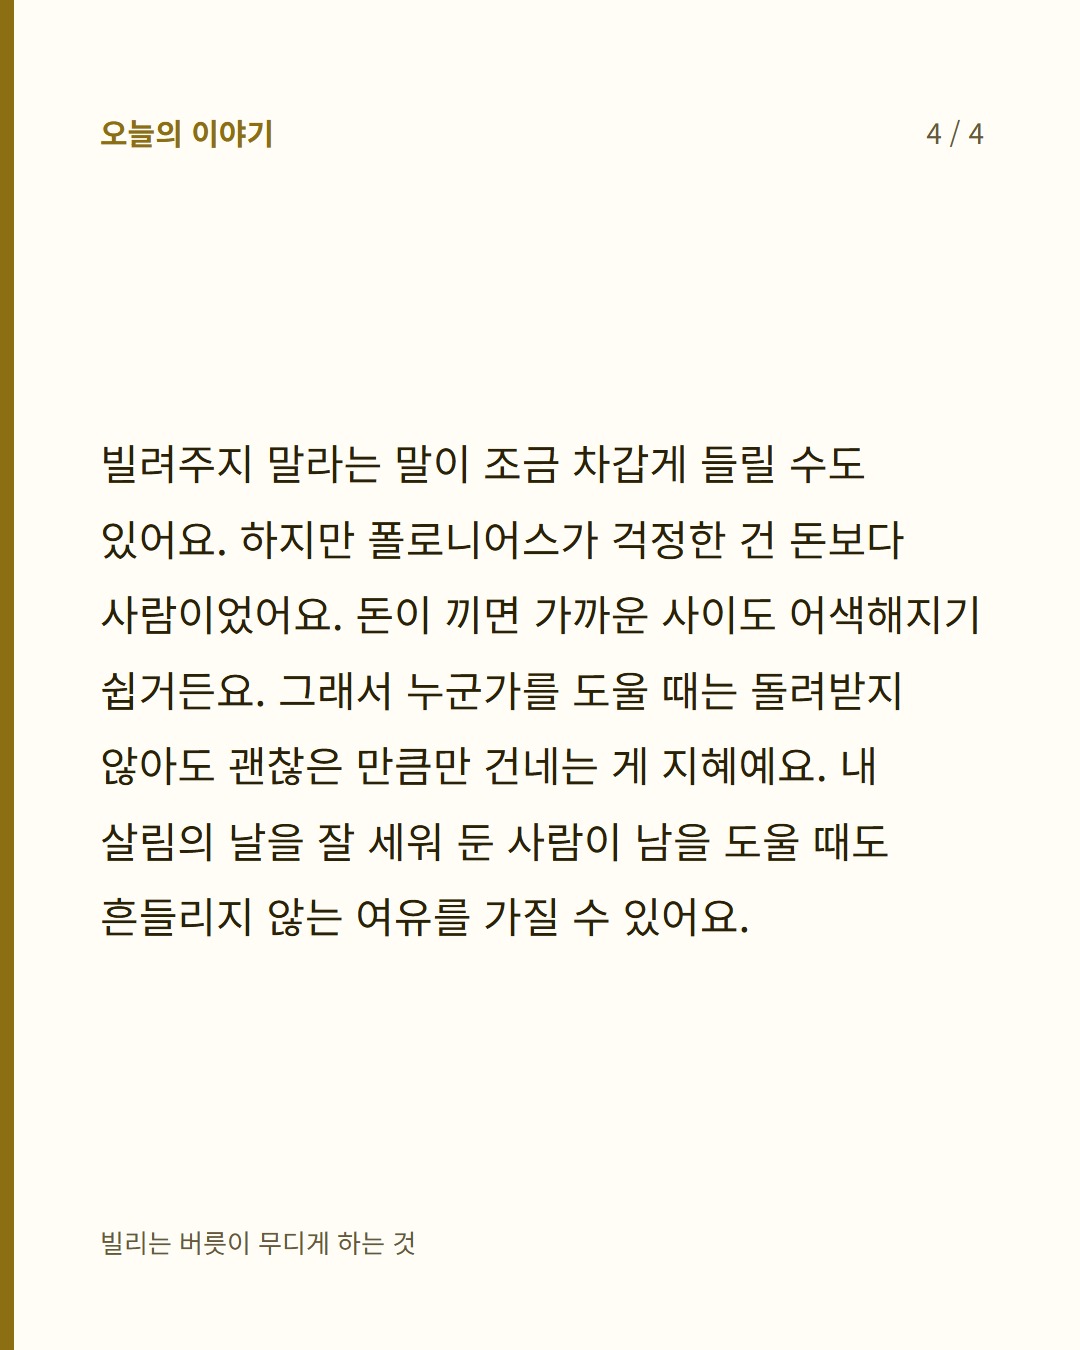 오늘의 이야기
4 / 4
빌려주지 말라는 말이 조금 차갑게 들릴 수도
있어요. 하지만 폴로니어스가 걱정한 건 돈보다
사람이었어요. 돈이 끼면 가까운 사이도 어색해지기
쉽거든요. 그래서 누군가를 도울 때는 돌려받지
않아도 괜찮은 만큼만 건네는 게 지혜예요. 내
살림의 날을 잘 세워 둔 사람이 남을 도울 때도
흔들리지 않는 여유를 가질 수 있어요.
빌리는 버릇이 무디게 하는 것